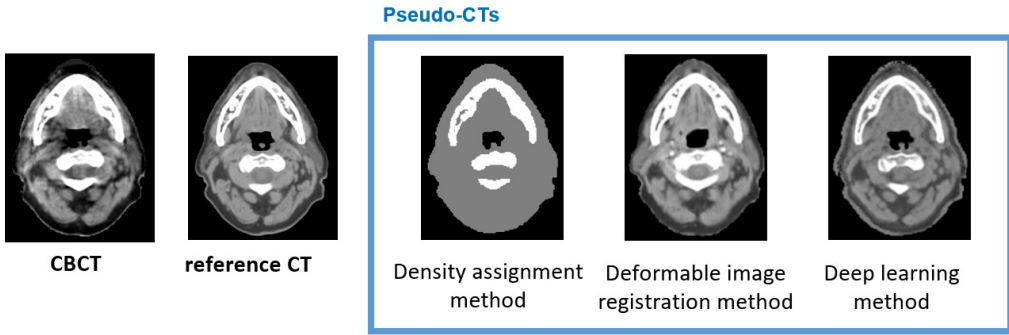 Pseudo-CTs
CBCT
reference CT
Density assignment
method
Deformable image
registration method
Deep learning
method